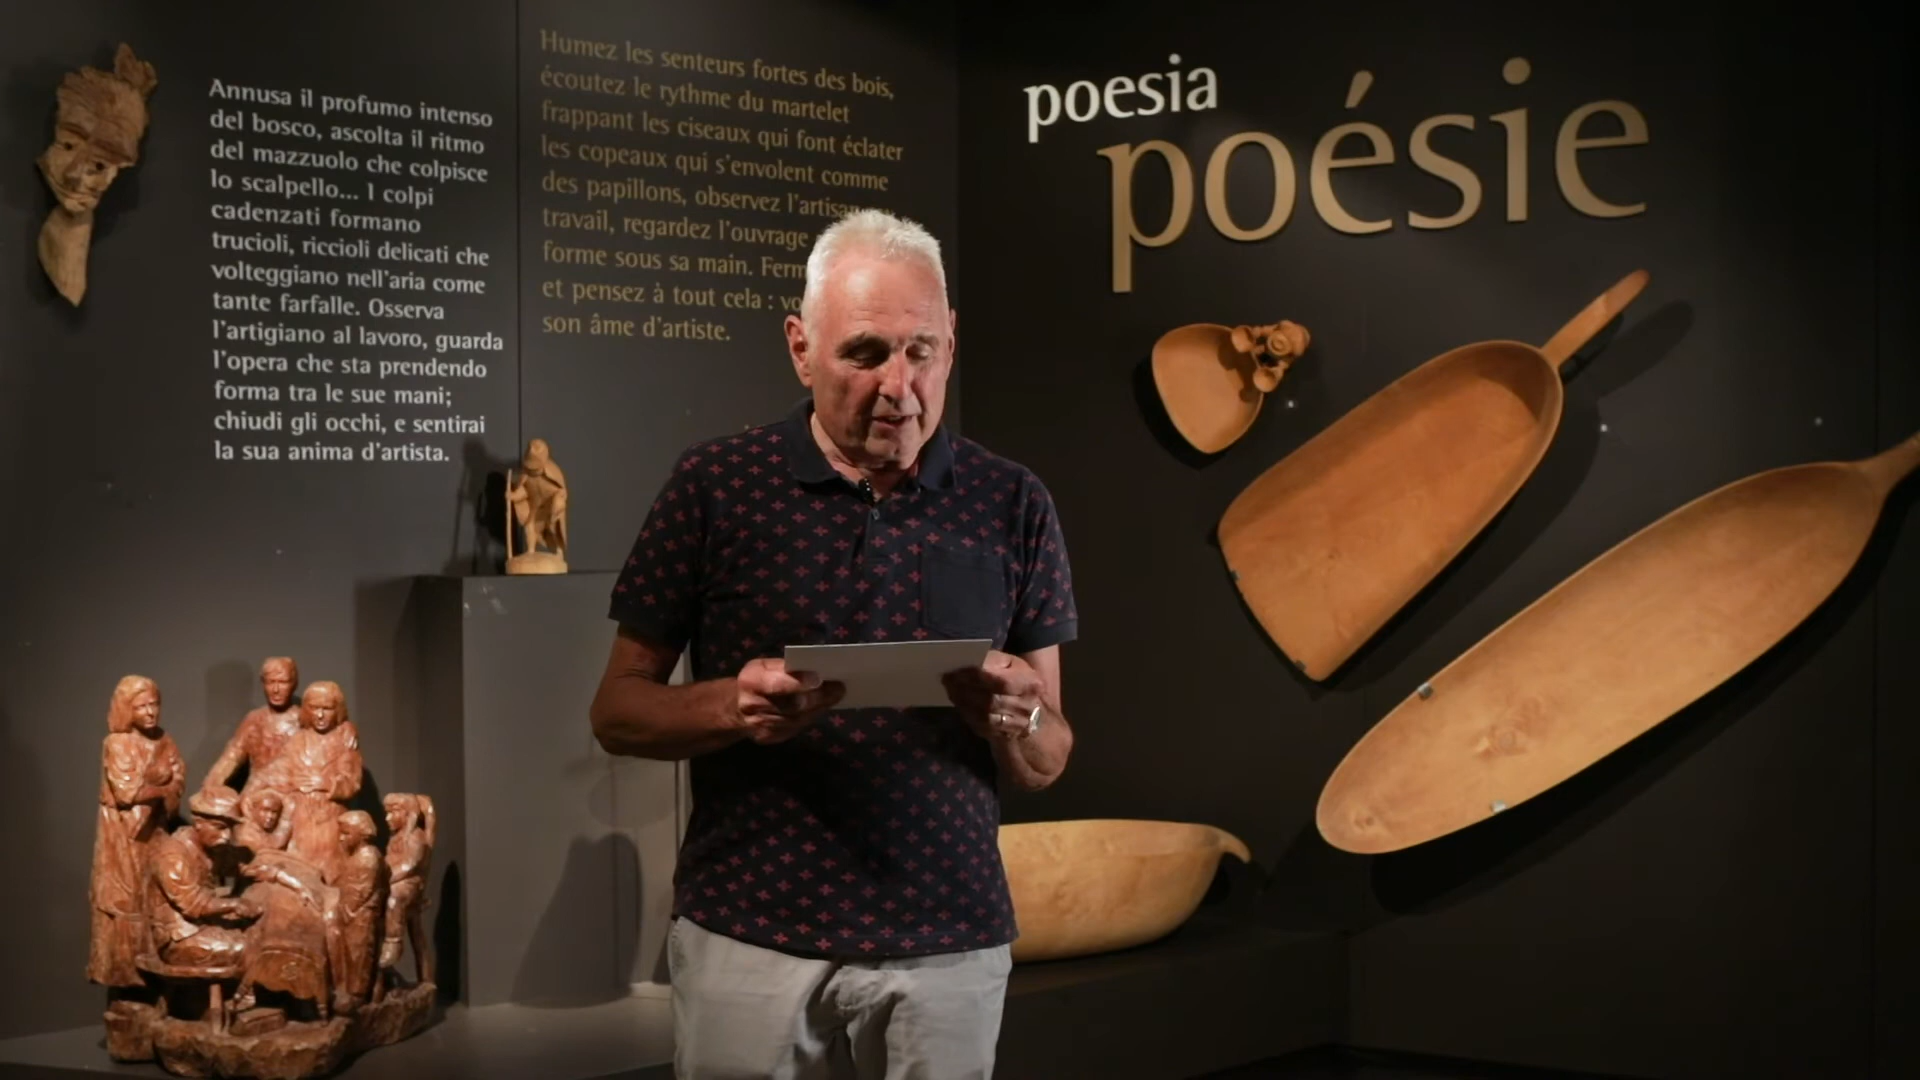 Annusa il profumo intenso
del bosco, ascolta il ritmo
del mazzuolo che colpisce
lo scalpello... I colpi
cadenzati formano
trucioli, riccioli delicati che
volteggiano nell'aria come
tante farfalle. Osserva
l'artigiano al lavoro, guarda
l'opera che sta prendendo
forma tra le sue mani;
chiudi gli occhi, e sentirai
la sua anima d'artista.
Humez les senteurs fortes des bois,
écoutez le rythme du martelet
frappant les ciseaux qui font éclater
les copeaux qui s'envolent comme
des papillons, observez
travail, regardez l'ouvrage
forme sous sa main.
et pensez à tout cela :
son âme d'artiste.
poesia
poésie